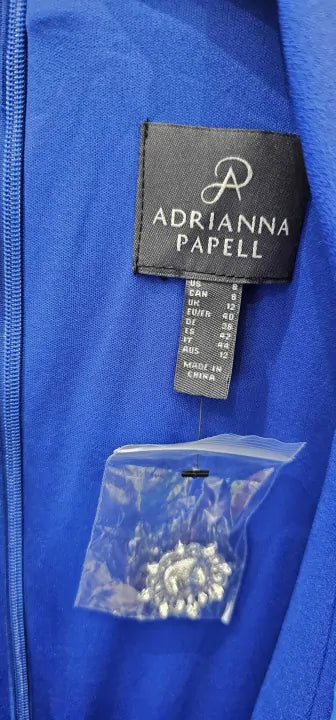 ADRIANNA
PAPELL
US 8
CAN 8
UK 12
EU/FR 40
DE 38
ES 42
IT 44
AUS 12
MADE IN
CHINA